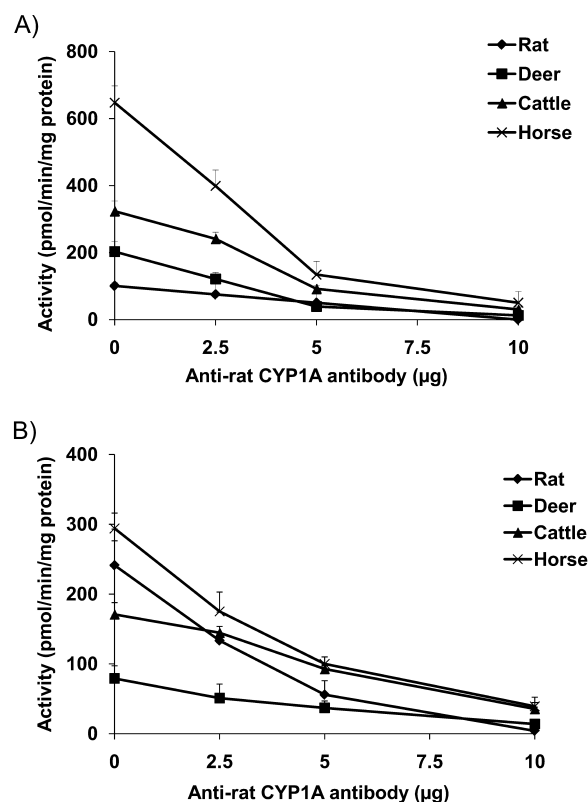 A)
Rat
Deer
Cattle
Horse
800
600
400
200
0
Activity (pmol/min/mg protein)
0 2.5 5 7.5 10
Anti-rat CYP1A antibody (µg)
B)
Rat
Deer
Cattle
Horse
400
300
200
100
0
Activity (pmol/min/mg protein)
0 2.5 5 7.5 10
Anti-rat CYP1A antibody (µg)